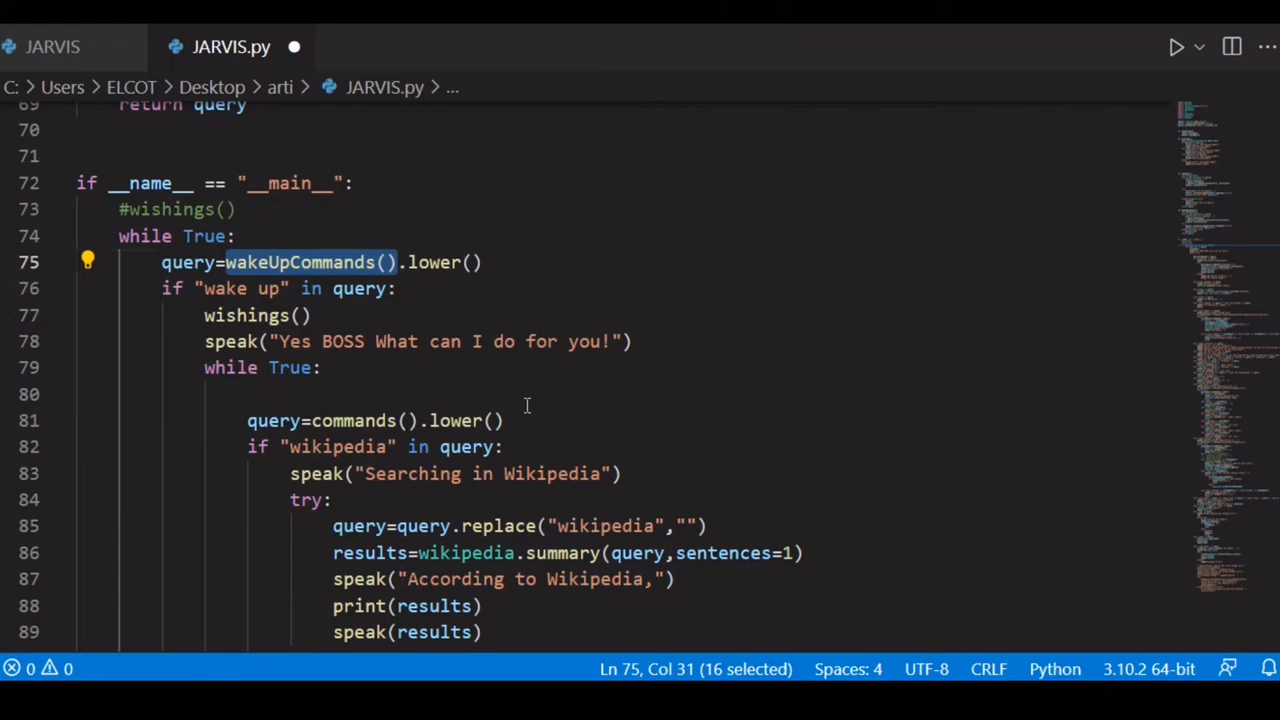 JARVIS JARVIS.py
C: > Users > ELCOT > Desktop > arti > JARVIS.py > ...
69 return query
70
71
72 if __name__ == "__main__":
73 #wishings()
74 while True:
75 query=wakeUpCommands().lower()
76 if "wake up" in query:
77 wishings()
78 speak("Yes BOSS What can I do for you!")
79 while True:
80
81 query=commands().lower()
82 if "wikipedia" in query:
83 speak("Searching in Wikipedia")
84 try:
85 query=query.replace("wikipedia","")
86 results=wikipedia.summary(query,sentences=1)
87 speak("According to Wikipedia,")
88 print(results)
89 speak(results)
0 0 Ln 75, Col 31 (16 selected) Spaces: 4 UTF-8 CRLF Python 3.10.2 64-bit